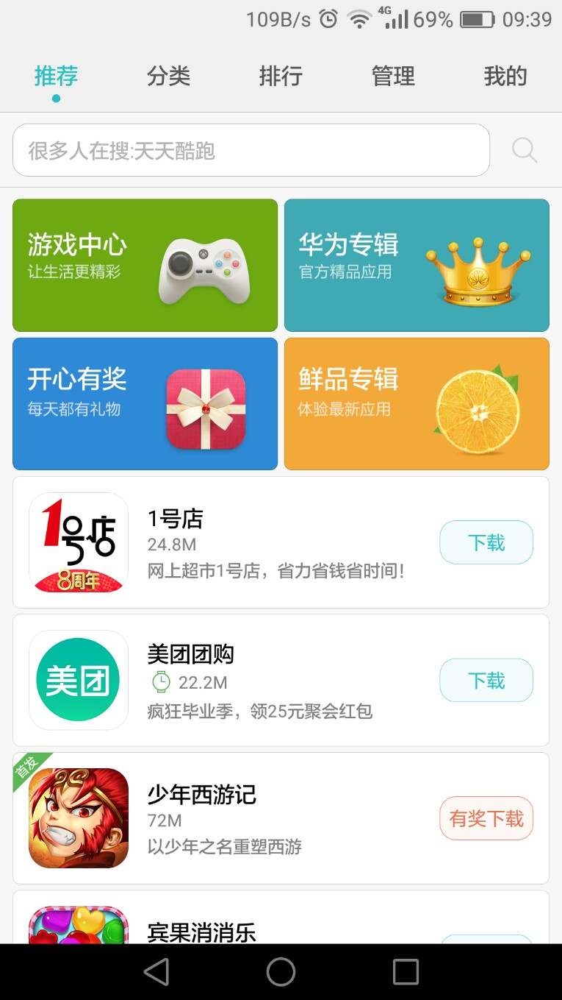 109B/s 4G 69% 09:39
推荐 分类 排行 管理 我的
很多人在搜:天天酷跑
游戏中心
让生活更精彩
华为专辑
官方精品应用
开心有奖
每天都有礼物
鲜品专辑
体验最新应用
1号店
8周年
1号店
24.8M
网上超市1号店，省力省钱省时间！
下载
美团
美团团购
22.2M
疯狂毕业季，领25元聚会红包
下载
首发
少年西游记
72M
以少年之名重塑西游
有奖下载
宾果消消乐